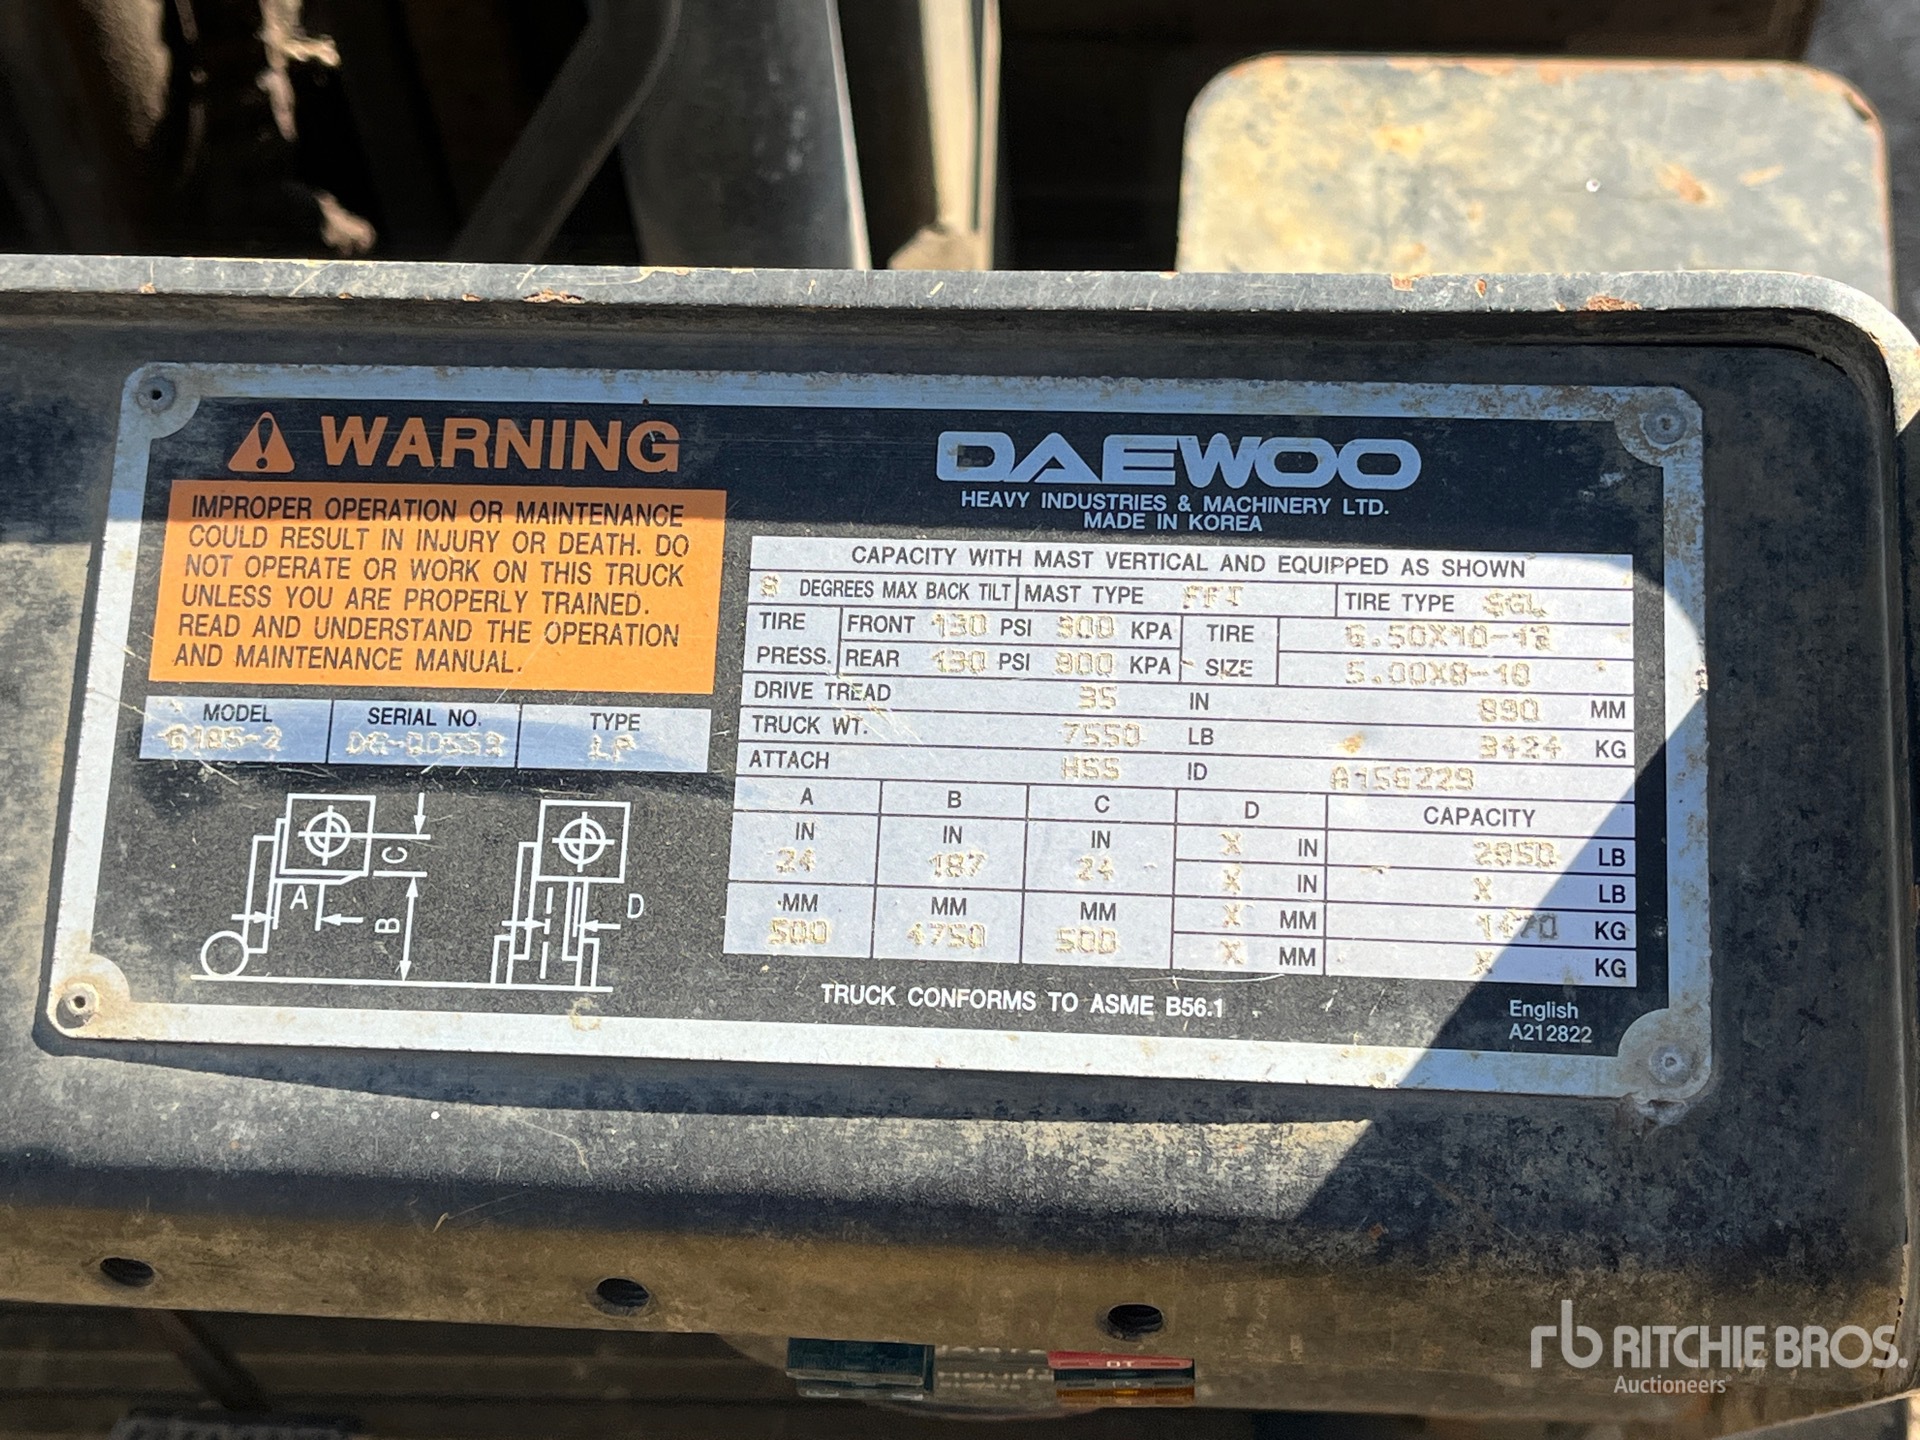 WARNING
IMPROPER OPERATION OR MAINTENANCE
COULD RESULT IN INJURY OR DEATH. DO
NOT OPERATE OR WORK ON THIS TRUCK
UNLESS YOU ARE PROPERLY TRAINED.
READ AND UNDERSTAND THE OPERATION
AND MAINTENANCE MANUAL.
MODEL SERIAL NO. TYPE
LP
A C B D
DAEWOO
HEAVY INDUSTRIES & MACHINERY LTD.
MADE IN KOREA
CAPACITY WITH MAST VERTICAL AND EQUIPPED AS SHOWN
8 DEGREES MAX BACK TILT MAST TYPE FFT TIRE TYPE SGL
TIRE PRESS. FRONT 130 PSI 900 KPA TIRE SIZE 6.50X10-12
REAR 130 PSI 900 KPA 5.00X8-10
DRIVE TREAD 35 IN 890 MM
TRUCK WT. 7550 LB 3424 KG
ATTACH HSS ID A156229
A B C D CAPACITY
IN IN IN X IN LB
24 187 24 X IN X LB
MM MM MM X MM 1470 KG
500 4750 500 X MM X KG
TRUCK CONFORMS TO ASME B56.1
English
A212822
rb RITCHIE BROS.
Auctioneers